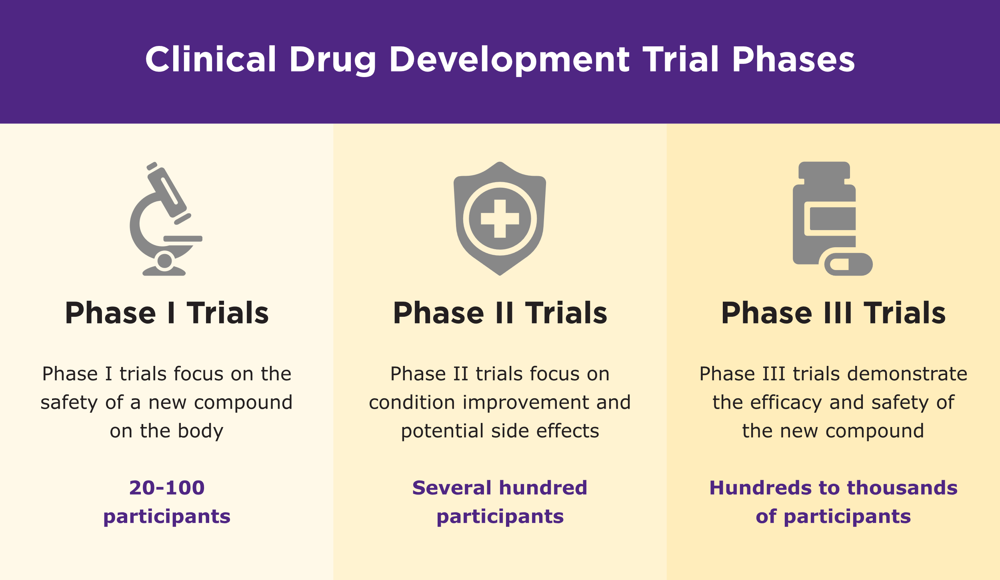 Clinical Drug Development Trial Phases
Phase I Trials
Phase I trials focus on the
safety of a new compound
on the body
20-100
participants
Phase II Trials
Phase II trials focus on
condition improvement and
potential side effects
Several hundred
participants
Phase III Trials
Phase III trials demonstrate
the efficacy and safety of
the new compound
Hundreds to thousands
of participants